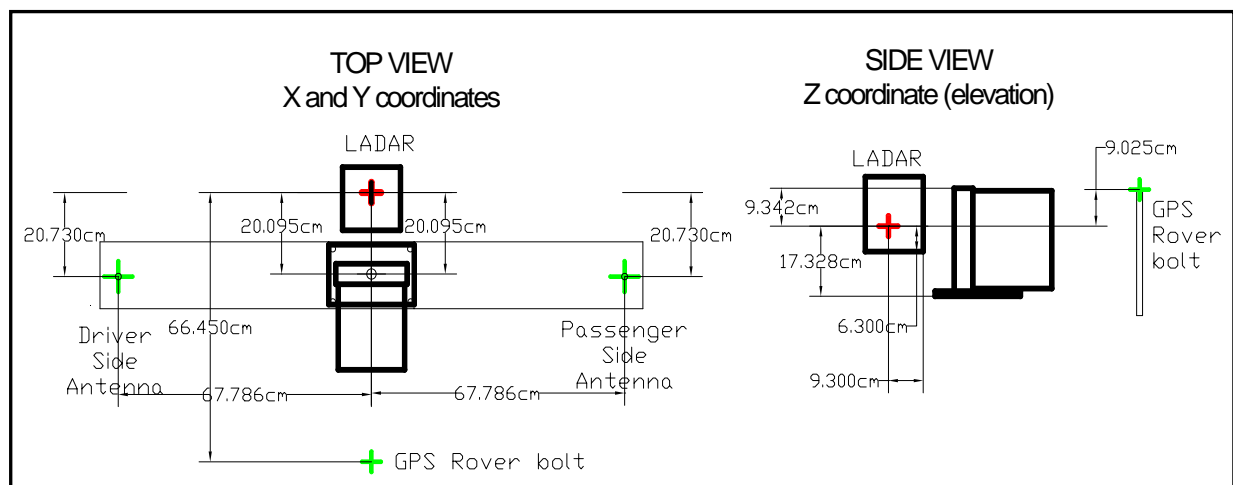 TOP VIEW
X and Y coordinates
LADAR
20.730cm
20.095cm
20.095cm
20.730cm
66.450cm
Driver
Side
Antenna
Passenger
Side
Antenna
67.786cm
67.786cm
GPS Rover bolt
SIDE VIEW
Z coordinate (elevation)
9.025cm
LADAR
9.342cm
GPS
Rover
bolt
17.328cm
6.300cm
9.300cm